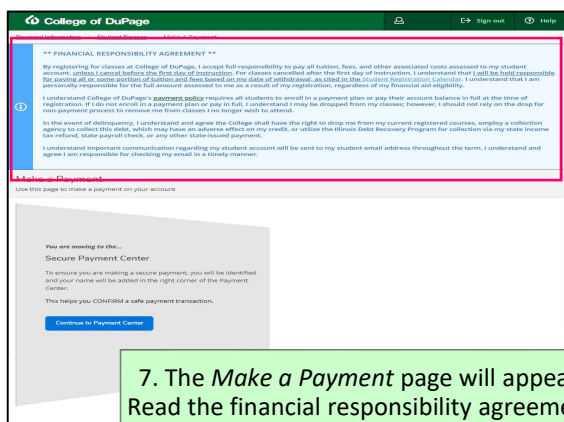 College of DuPage
Sign out
Help
Financial Information Student Finance Make a Payment
** FINANCIAL RESPONSIBILITY AGREEMENT **
By registering for classes at College of DuPage, I accept full responsibility to pay all tuition, fees, and other associated costs assessed to my student
account, unless I cancel before the first day of instruction. For classes cancelled after the first day of instruction, I understand that I will be held responsible
for paying all or some portion of tuition and fees based on my date of withdrawal, as cited in the Student Registration Calendar. I understand that I am
personally responsible for the full amount assessed to me as a result of my registration, regardless of my financial aid eligibility.
I understand College of DuPage's payment policy requires all students to enroll in a payment plan or pay their account balance in full at the time of
registration. If I do not enroll in a payment plan or pay in full, I understand I may be dropped from my classes; however, I should not rely on the drop for
non-payment process to remove me from classes I no longer wish to attend.
In the event of delinquency, I understand and agree the College shall have the right to drop me from my current registered courses, employ a collection
agency to collect this debt, which may have an adverse effect on my credit, or utilize the Illinois Debt Recovery Program for collection via my state income
tax refund, state payroll check, or any other state-issued payment.
I understand important communication regarding my student account will be sent to my student email address throughout the term. I understand and
agree I am responsible for checking my email in a timely manner.
Make a Payment
Use this page to make a payment on your account
You are moving to the...
Secure Payment Center
To ensure you are making a secure payment, you will be identified
and your name will be added in the right corner of the Payment
Center.
This helps you CONFIRM a safe payment transaction.
Continue to Payment Center
7. The Make a Payment page will appea
Read the financial responsibility agreeme